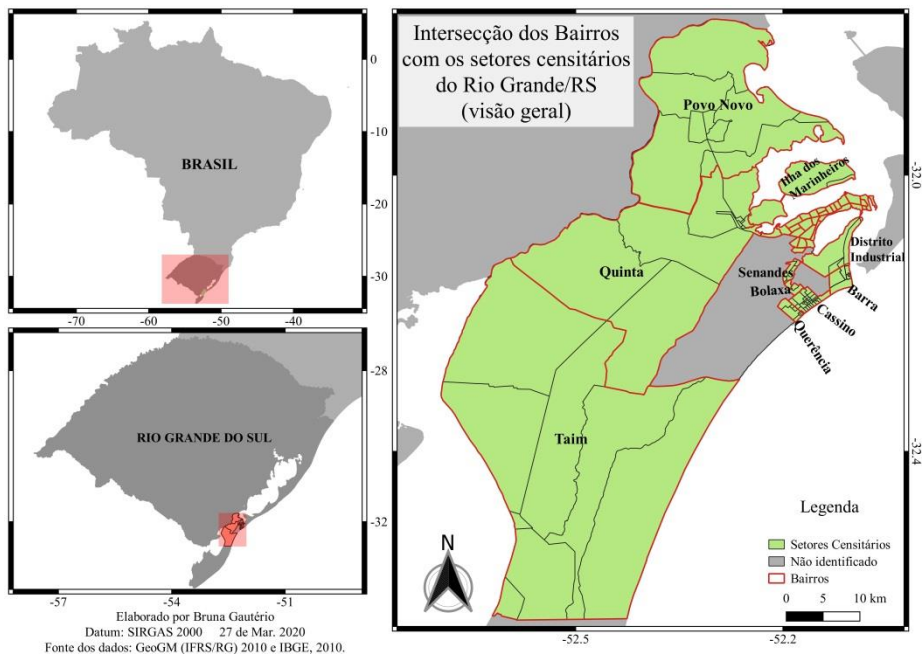 0
-10
BRASIL
-20
-30
-70
-60
-50
-40
-28
RIO GRANDE DO SUL
-32
-57
-54
-51
Elaborado por Bruna Gautério
Datum: SIRGAS 2000 27 de Mar. 2020
Fonte dos dados: GeoGM (IFRS/RG) 2010 e IBGE, 2010.
Intersecção dos Bairros
com os setores censitários
do Rio Grande/RS
(visão geral)
Povo Novo
Ilha dos
Marinheiros
-32.0
Distrito
Industrial
Quinta
Senandes
Bolaxa
Barra
Cassino
Querência
Taim
-32.4
Legenda
Setores Censitários
Não identificado
Bairros
0 5 10 km
N
-52.5
-52.2